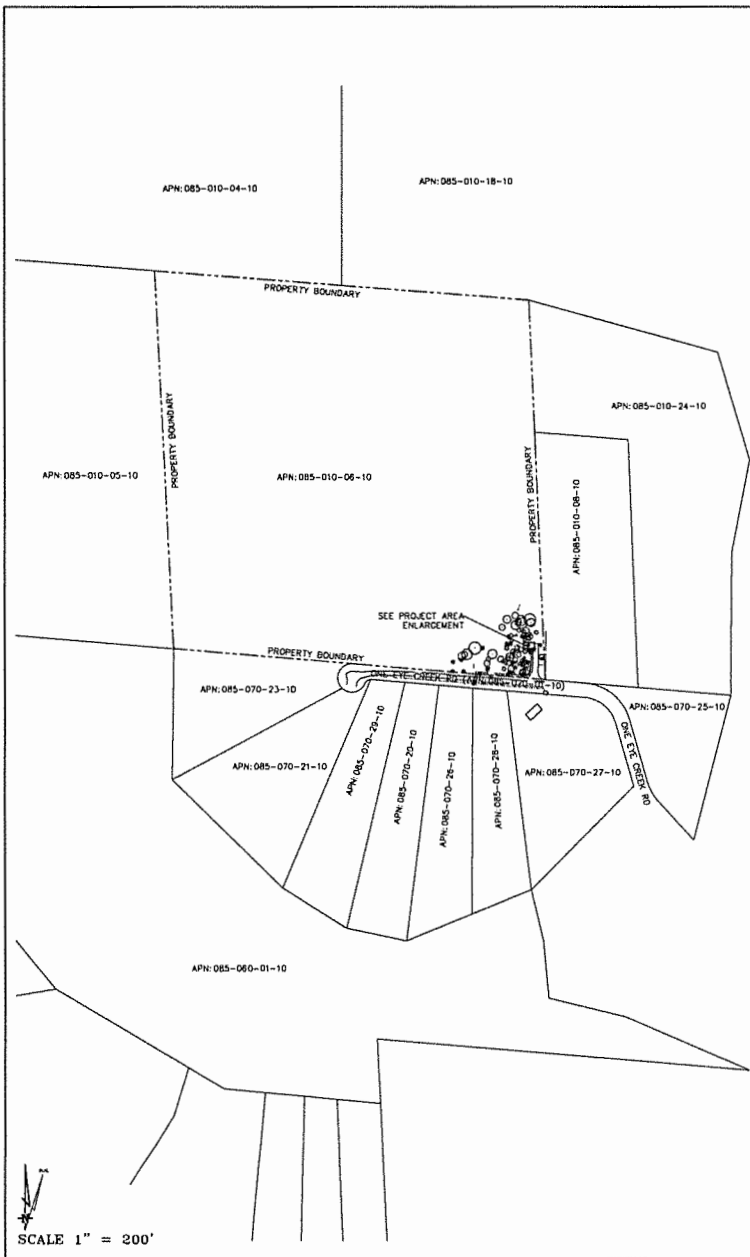 APN: 085-010-04-10
APN: 085-010-18-10
PROPERTY BOUNDARY
APN: 085-010-24-10
PROPERTY BOUNDARY
APN: 085-010-05-10
APN: 085-010-06-10
PROPERTY BOUNDARY
APN: 085-010-08-10
SEE PROJECT AREA
ENLARGEMENT
PROPERTY BOUNDARY
ONE EYE CREEK RD (APN: 085-070-01-10)
APN: 085-070-23-10
APN: 085-070-25-10
APN: 085-070-21-10
APN: 085-070-29-10
APN: 085-070-20-10
APN: 085-070-26-10
APN: 085-070-28-10
APN: 085-070-27-10
ONE EYE CREEK RD
APN: 085-060-01-10
SCALE 1" = 200'